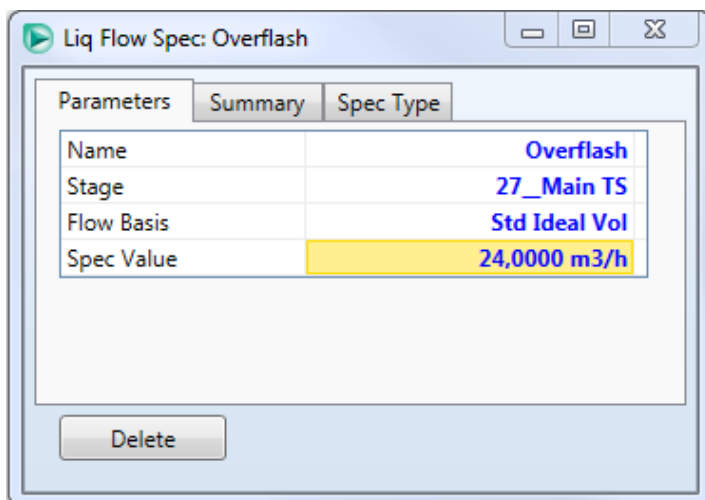 Liq Flow Spec: Overflash
Parameters Summary Spec Type
Name Overflash
Stage 27__Main TS
Flow Basis Std Ideal Vol
Spec Value 24,0000 m3/h
Delete